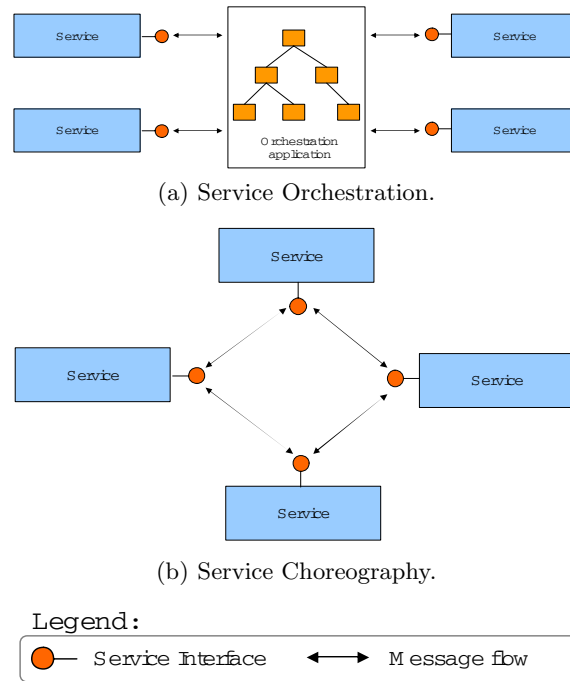 Service
Service
Service
Service
Orchestration
application
(a) Service Orchestration.
Service
Service
Service
Service
(b) Service Choreography.
Legend:
Service Interface
Message flow